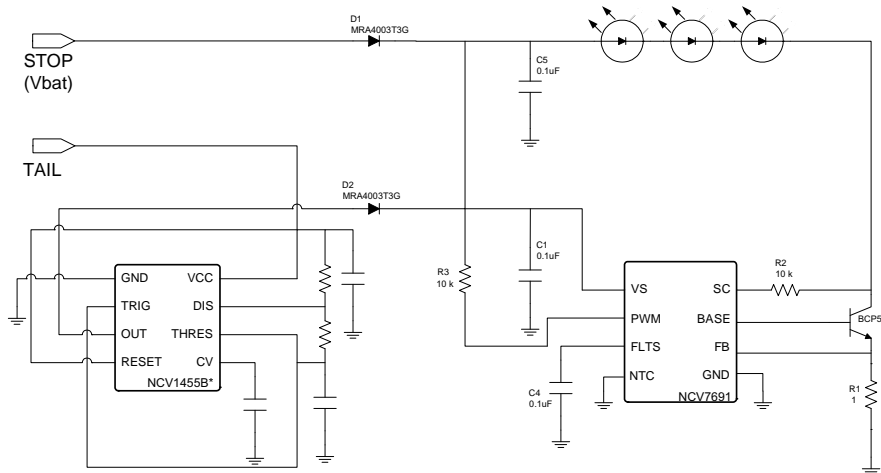 D1
MRA4003T3G
STOP
(Vbat)
C5
0.1uF
TAIL
D2
MRA4003T3G
R3
10 k
C1
0.1uF
R2
10 k
GND
VCC
TRIG
DIS
OUT
THRES
RESET
CV
NCV1455B*
VS
SC
PWM
BASE
FLTS
FB
NTC
GND
NCV7691
BCP5
C4
0.1uF
R1
1